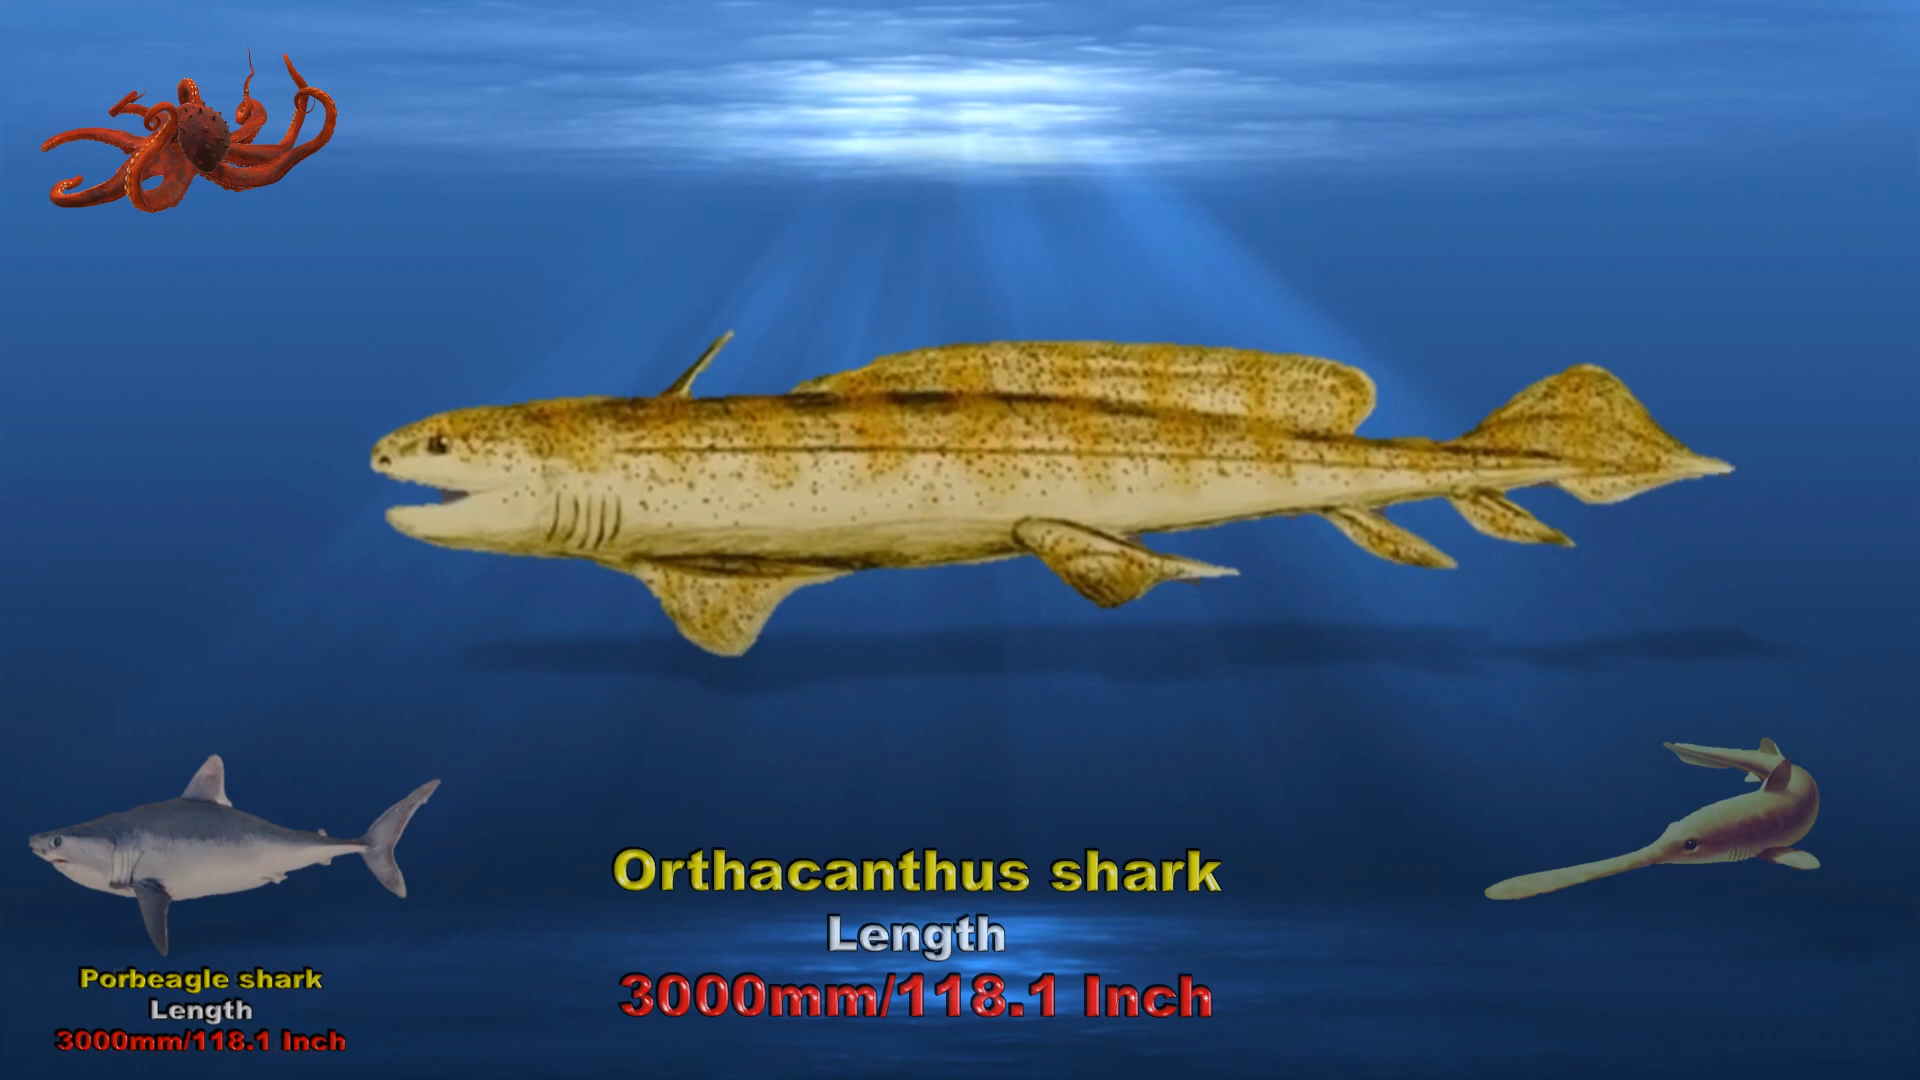 Orthacanthus shark
Length
3000mm/118.1 Inch
Porbeagle shark
Length
3000mm/118.1 Inch